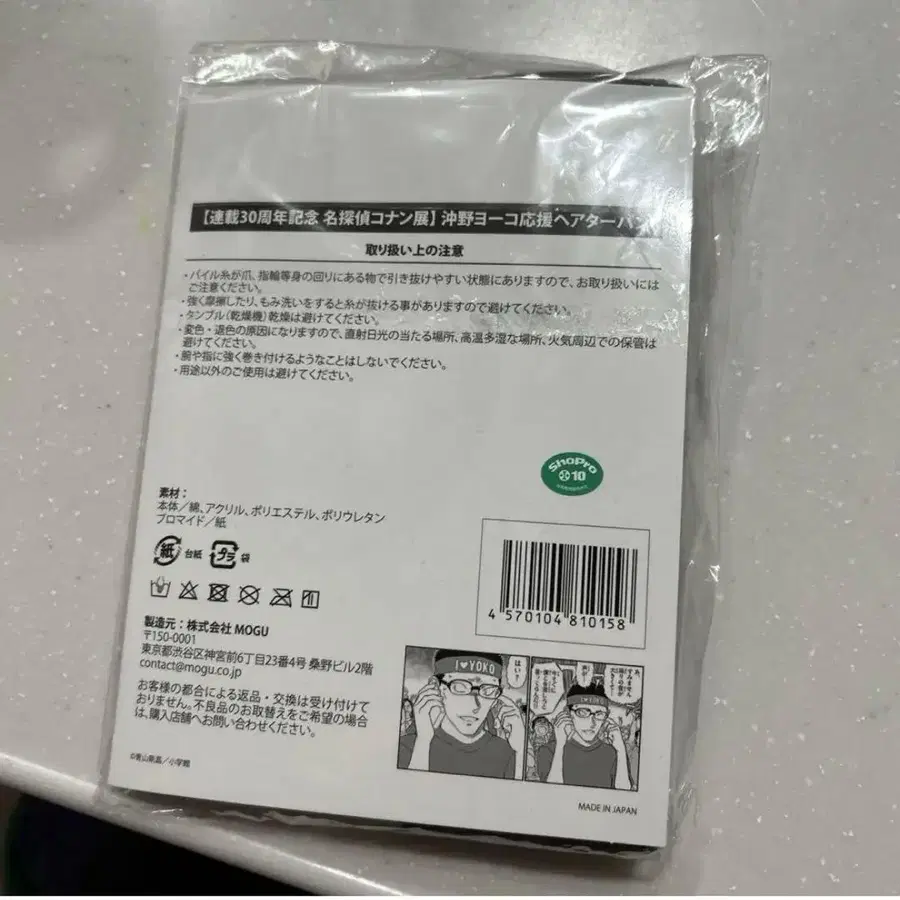 【連載30周年記念 名探偵コナン展】沖野ヨーコ応援ヘアターバン
取り扱い上の注意
・パイル糸が爪、指輪等身の回りにある物で引き抜けやすい状態にありますので、お取り扱いには
ご注意ください。
・強く摩擦したり、もみ洗いをすると糸が抜ける事がありますので避けてください。
・タンブル(乾燥機)乾燥は避けてください。
・変色・退色の原因になりますので、直射日光の当たる場所、高温多湿な場所、火気周辺での保管は
避けてください。
・腕や指に強く巻き付けるようなことはしないでください。
・用途以外のご使用は避けてください。
ShoPro
10
素材：
本体／綿、アクリル、ポリエステル、ポリウレタン
ブロマイド／紙
紙 台紙 プラ 袋
4 570104 810158
製造元：株式会社 MOGU
〒150-0001
東京都渋谷区神宮前6丁目23番4号 桑野ビル2階
contact@mogu.co.jp
お客様の都合による返品・交換は受け付けて
おりません。不良品のお取替えをご希望の場合
は、購入店舗へお問い合わせください。
I♥YOKO
はい？
I♥YOKO
©青山剛昌／小学館
MADE IN JAPAN